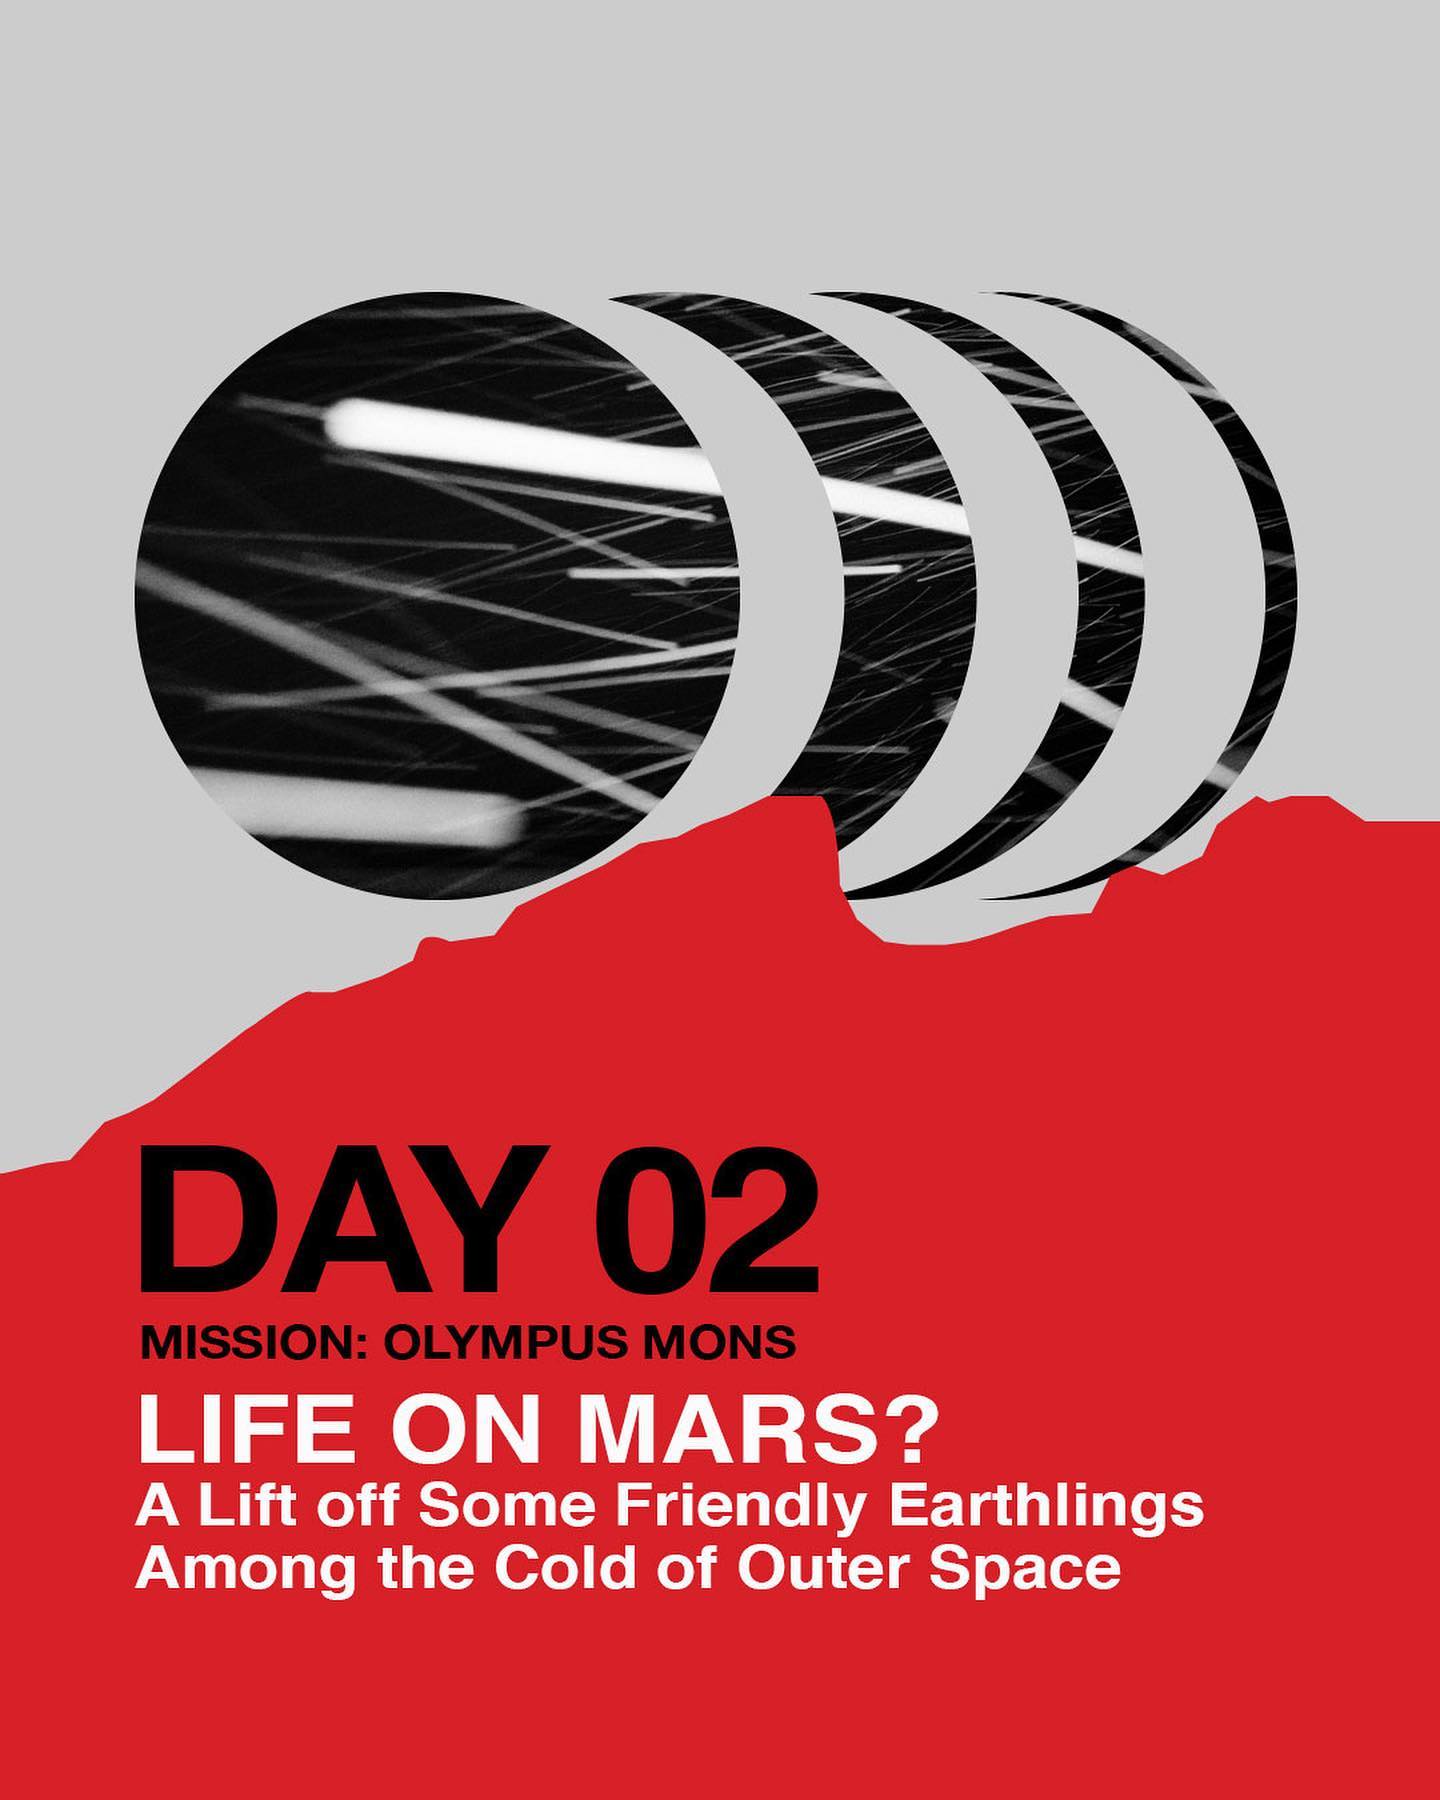 DAY 02
MISSION: OLYMPUS MONS
LIFE ON MARS?
A Lift off Some Friendly Earthlings
Among the Cold of Outer Space